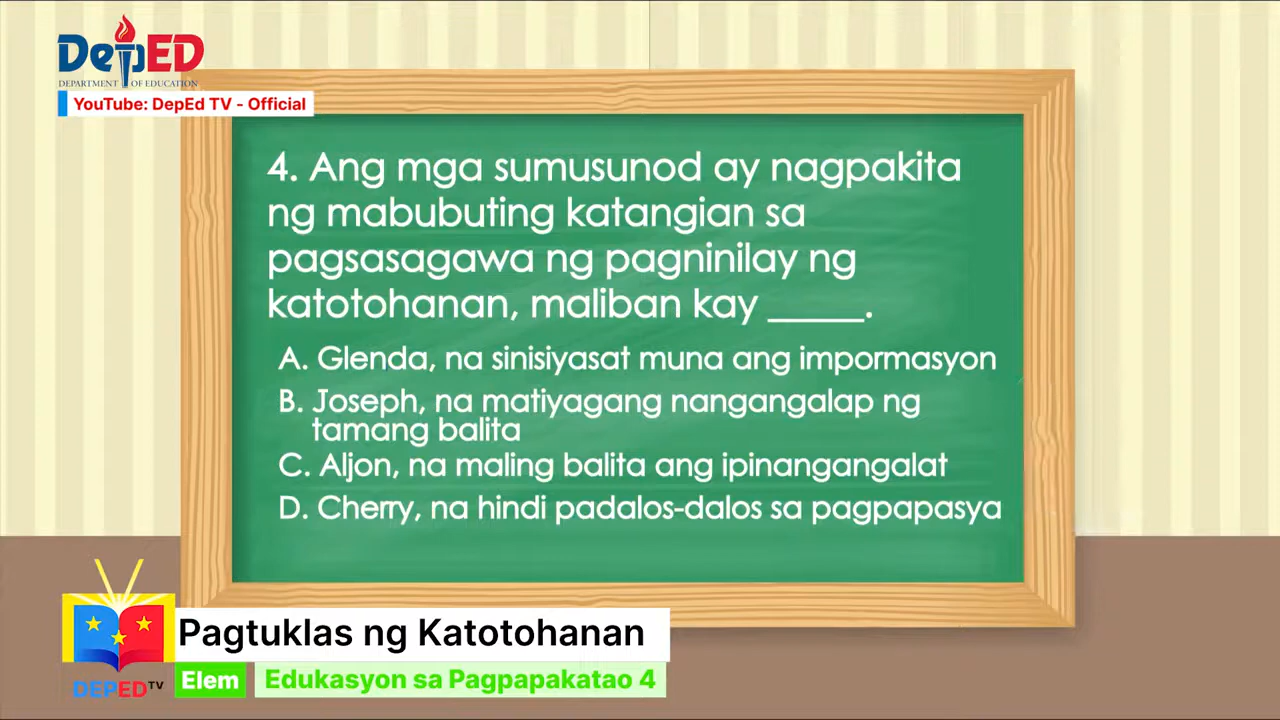 DepED
DEPARTMENT OF EDUCATION
YouTube: DepEd TV - Official
4. Ang mga sumusunod ay nagpakita
ng mabubuting katangian sa
pagsasagawa ng pagninilay ng
katotohanan, maliban kay _____.
A. Glenda, na sinisiyasat muna ang impormasyon
B. Joseph, na matiyagang nangangalap ng
tamang balita
C. Aljon, na maling balita ang ipinangangalat
D. Cherry, na hindi padalos-dalos sa pagpapasya
Pagtuklas ng Katotohanan
DEPED TV
Elem Edukasyon sa Pagpapakatao 4